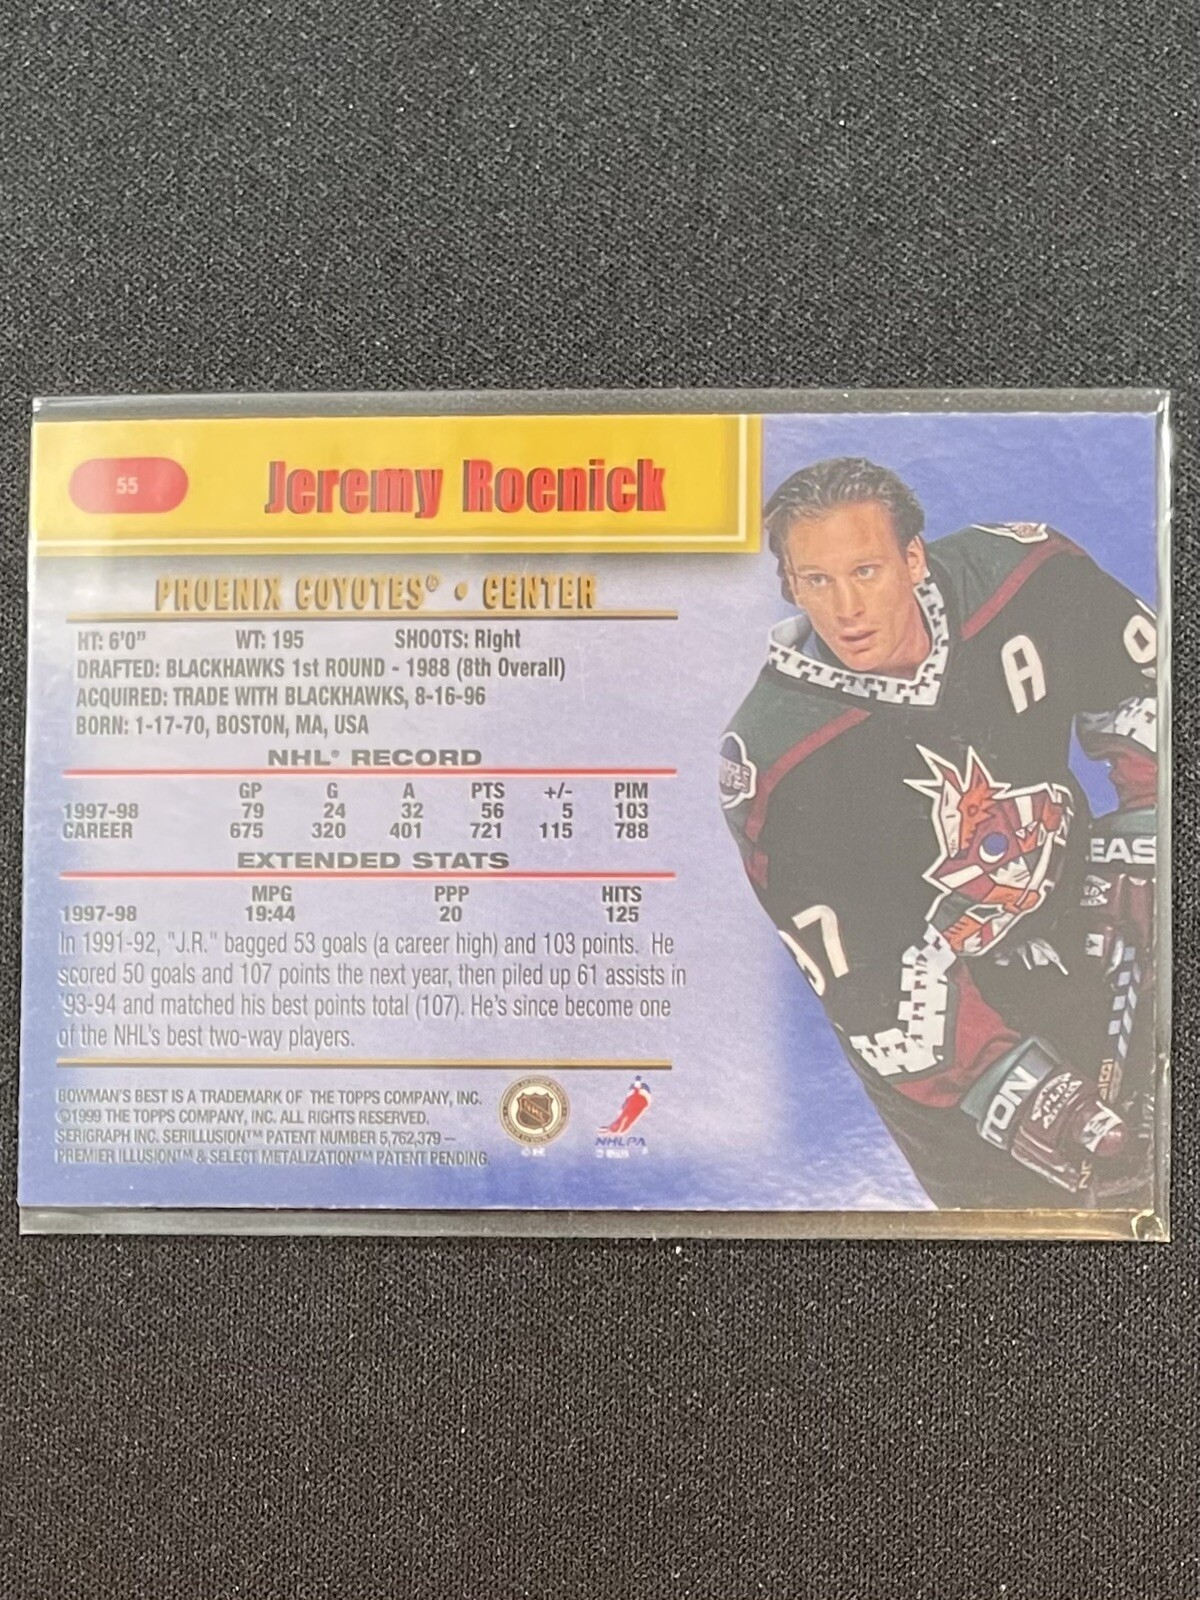 55
Jeremy Roenick
PHOENIX COYOTES® • CENTER
HT: 6'0" WT: 195 SHOOTS: Right
DRAFTED: BLACKHAWKS 1st ROUND - 1988 (8th Overall)
ACQUIRED: TRADE WITH BLACKHAWKS, 8-16-96
BORN: 1-17-70, BOSTON, MA, USA
NHL® RECORD
GP G A PTS +/- PIM
1997-98 79 24 32 56 5 103
CAREER 675 320 401 721 115 788
EXTENDED STATS
MPG PPP HITS
1997-98 19:44 20 125
In 1991-92, "J.R." bagged 53 goals (a career high) and 103 points. He
scored 50 goals and 107 points the next year, then piled up 61 assists in
'93-94 and matched his best points total (107). He's since become one
of the NHL's best two-way players.
BOWMAN'S BEST IS A TRADEMARK OF THE TOPPS COMPANY, INC.
©1999 THE TOPPS COMPANY, INC. ALL RIGHTS RESERVED.
SERIGRAPH INC. SERILLUSION™ PATENT NUMBER 5,762,379 –
PREMIER ILLUSION™ & SELECT METALIZATION™ PATENT PENDING.
NHL
NHLPA
A
97
EAS
TON